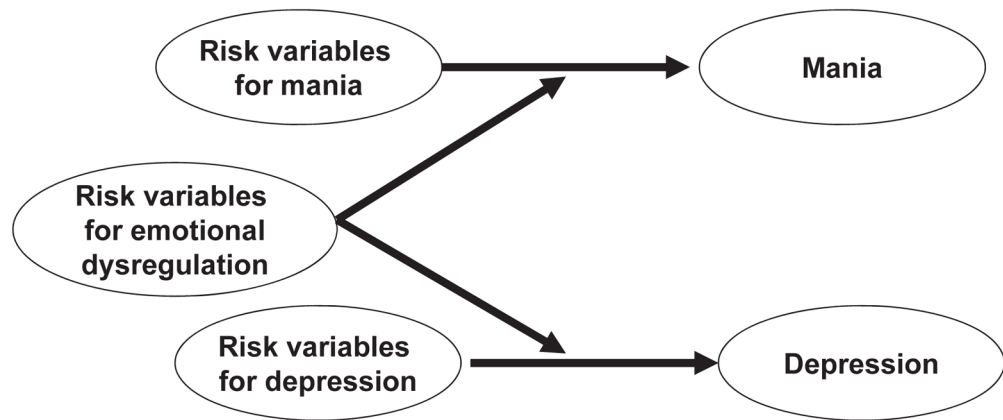 Risk variables
for mania
Mania
Risk variables
for emotional
dysregulation
Risk variables
for depression
Depression